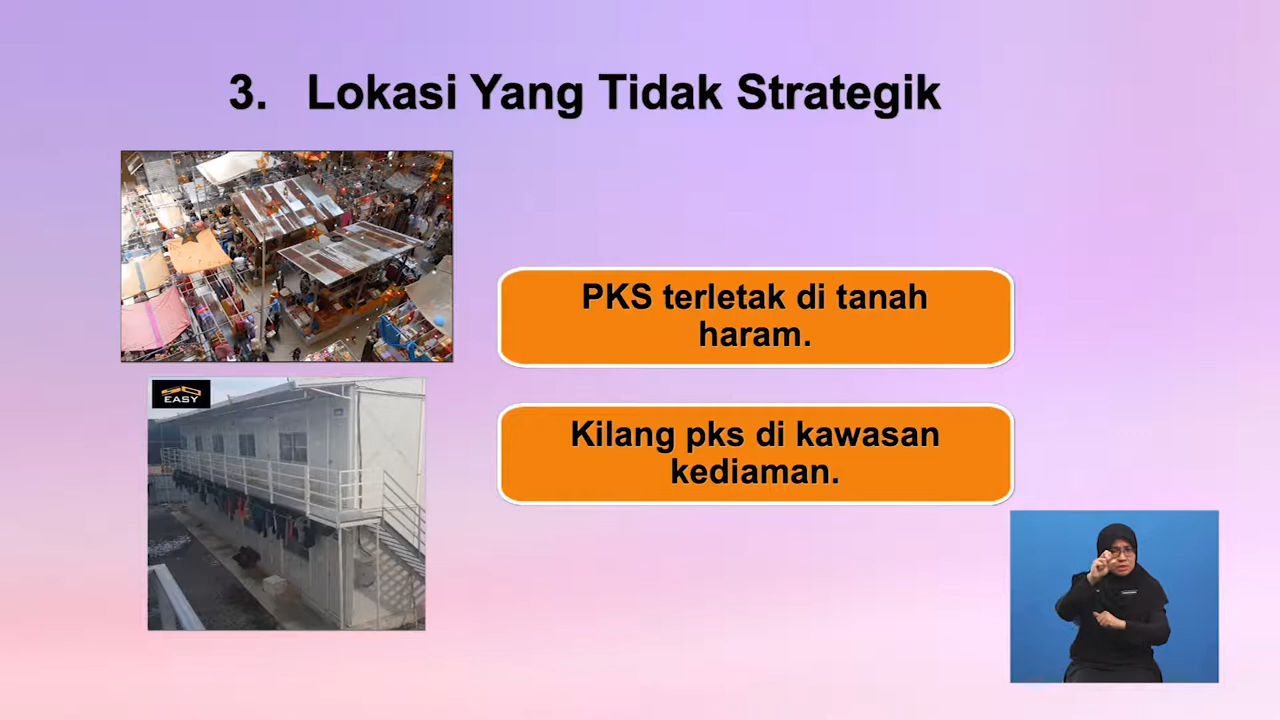 3. Lokasi Yang Tidak Strategik
PKS terletak di tanah
haram.
EASY
Kilang pks di kawasan
kediaman.